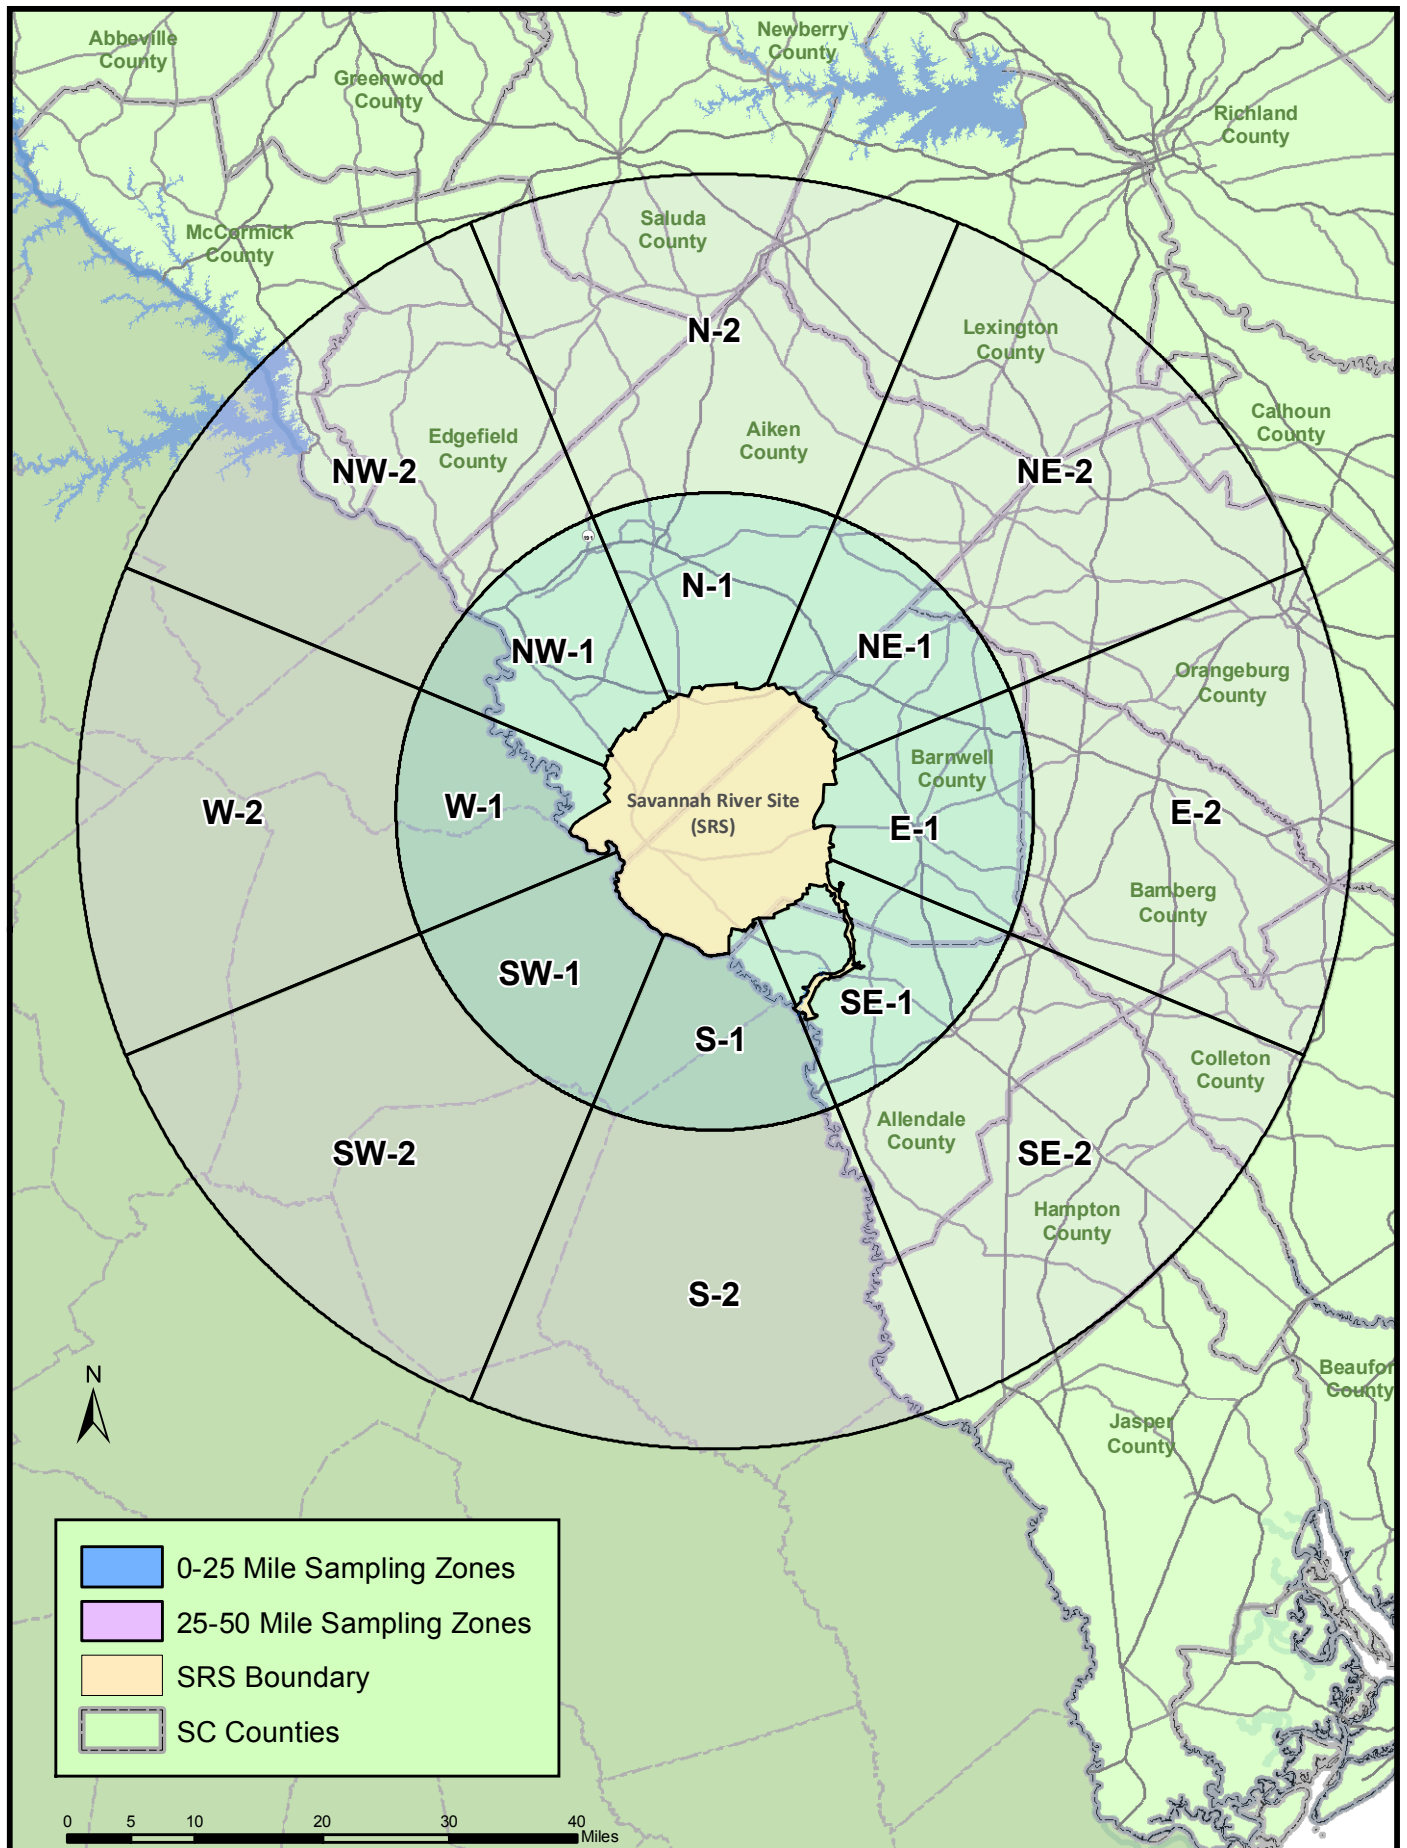 Abbeville
County
Newberry
County
Greenwood
County
Richland
County
McCormick
County
Saluda
County
N-2
Lexington
County
Calhoun
County
Edgefield
County
Aiken
County
NW-2
NE-2
191
N-1
NW-1
NE-1
Orangeburg
County
Barnwell
County
Savannah River Site
(SRS)
W-2
W-1
E-1
E-2
Bamberg
County
SW-1
SE-1
S-1
Colleton
County
Allendale
County
SW-2
SE-2
Hampton
County
S-2
Beaufor
County
N
Jasper
County
0-25 Mile Sampling Zones
25-50 Mile Sampling Zones
SRS Boundary
SC Counties
0 5 10 20 30 40
Miles